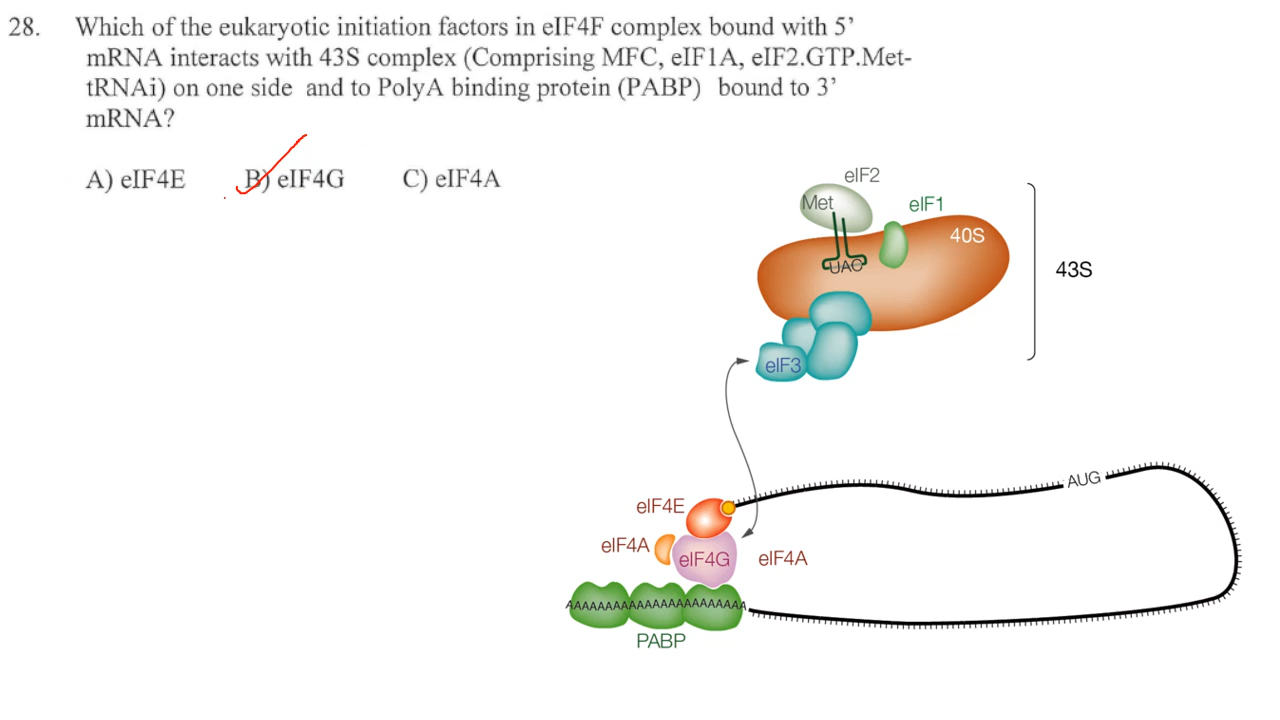 28. Which of the eukaryotic initiation factors in eIF4F complex bound with 5’
mRNA interacts with 43S complex (Comprising MFC, eIF1A, eIF2.GTP.Met-
tRNAi) on one side and to PolyA binding protein (PABP) bound to 3’
mRNA?
A) eIF4E B) eIF4G C) eIF4A
eIF2
Met
eIF1
40S
UAC
43S
eIF3
AUG
eIF4E
eIF4A
eIF4G
eIF4A
AAAAAAAAAAAAAAAAAAAAAAA
PABP